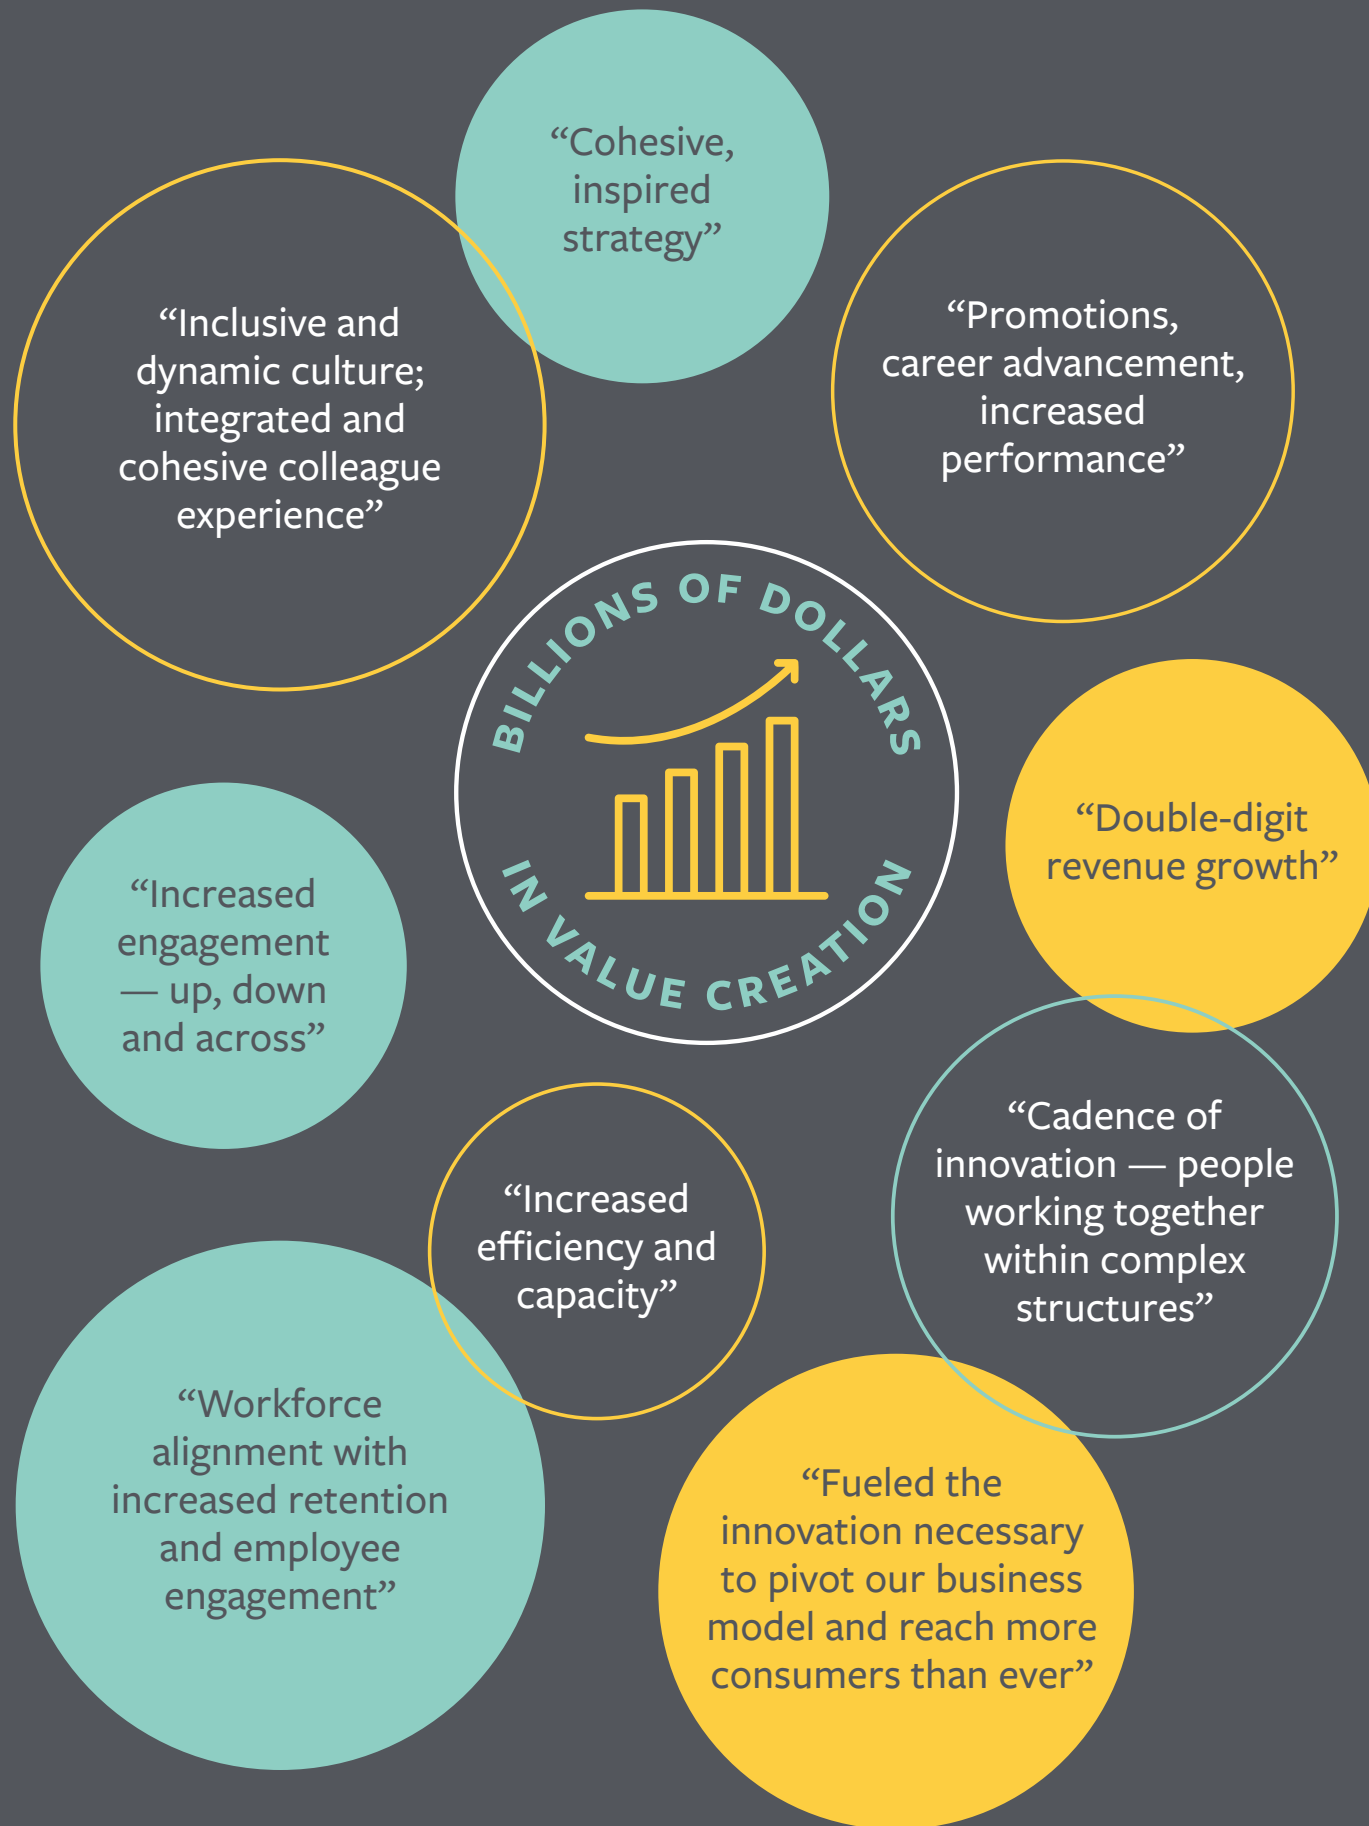 “Cohesive,
inspired
strategy”
“Inclusive and
dynamic culture;
integrated and
cohesive colleague
experience”
“Promotions,
career advancement,
increased
performance”
BILLIONS OF DOLLARS
IN VALUE CREATION
“Double-digit
revenue growth”
“Increased
engagement
— up, down
and across”
“Cadence of
innovation — people
working together
within complex
structures”
“Increased
efficiency and
capacity”
“Workforce
alignment with
increased retention
and employee
engagement”
“Fueled the
innovation necessary
to pivot our business
model and reach more
consumers than ever”